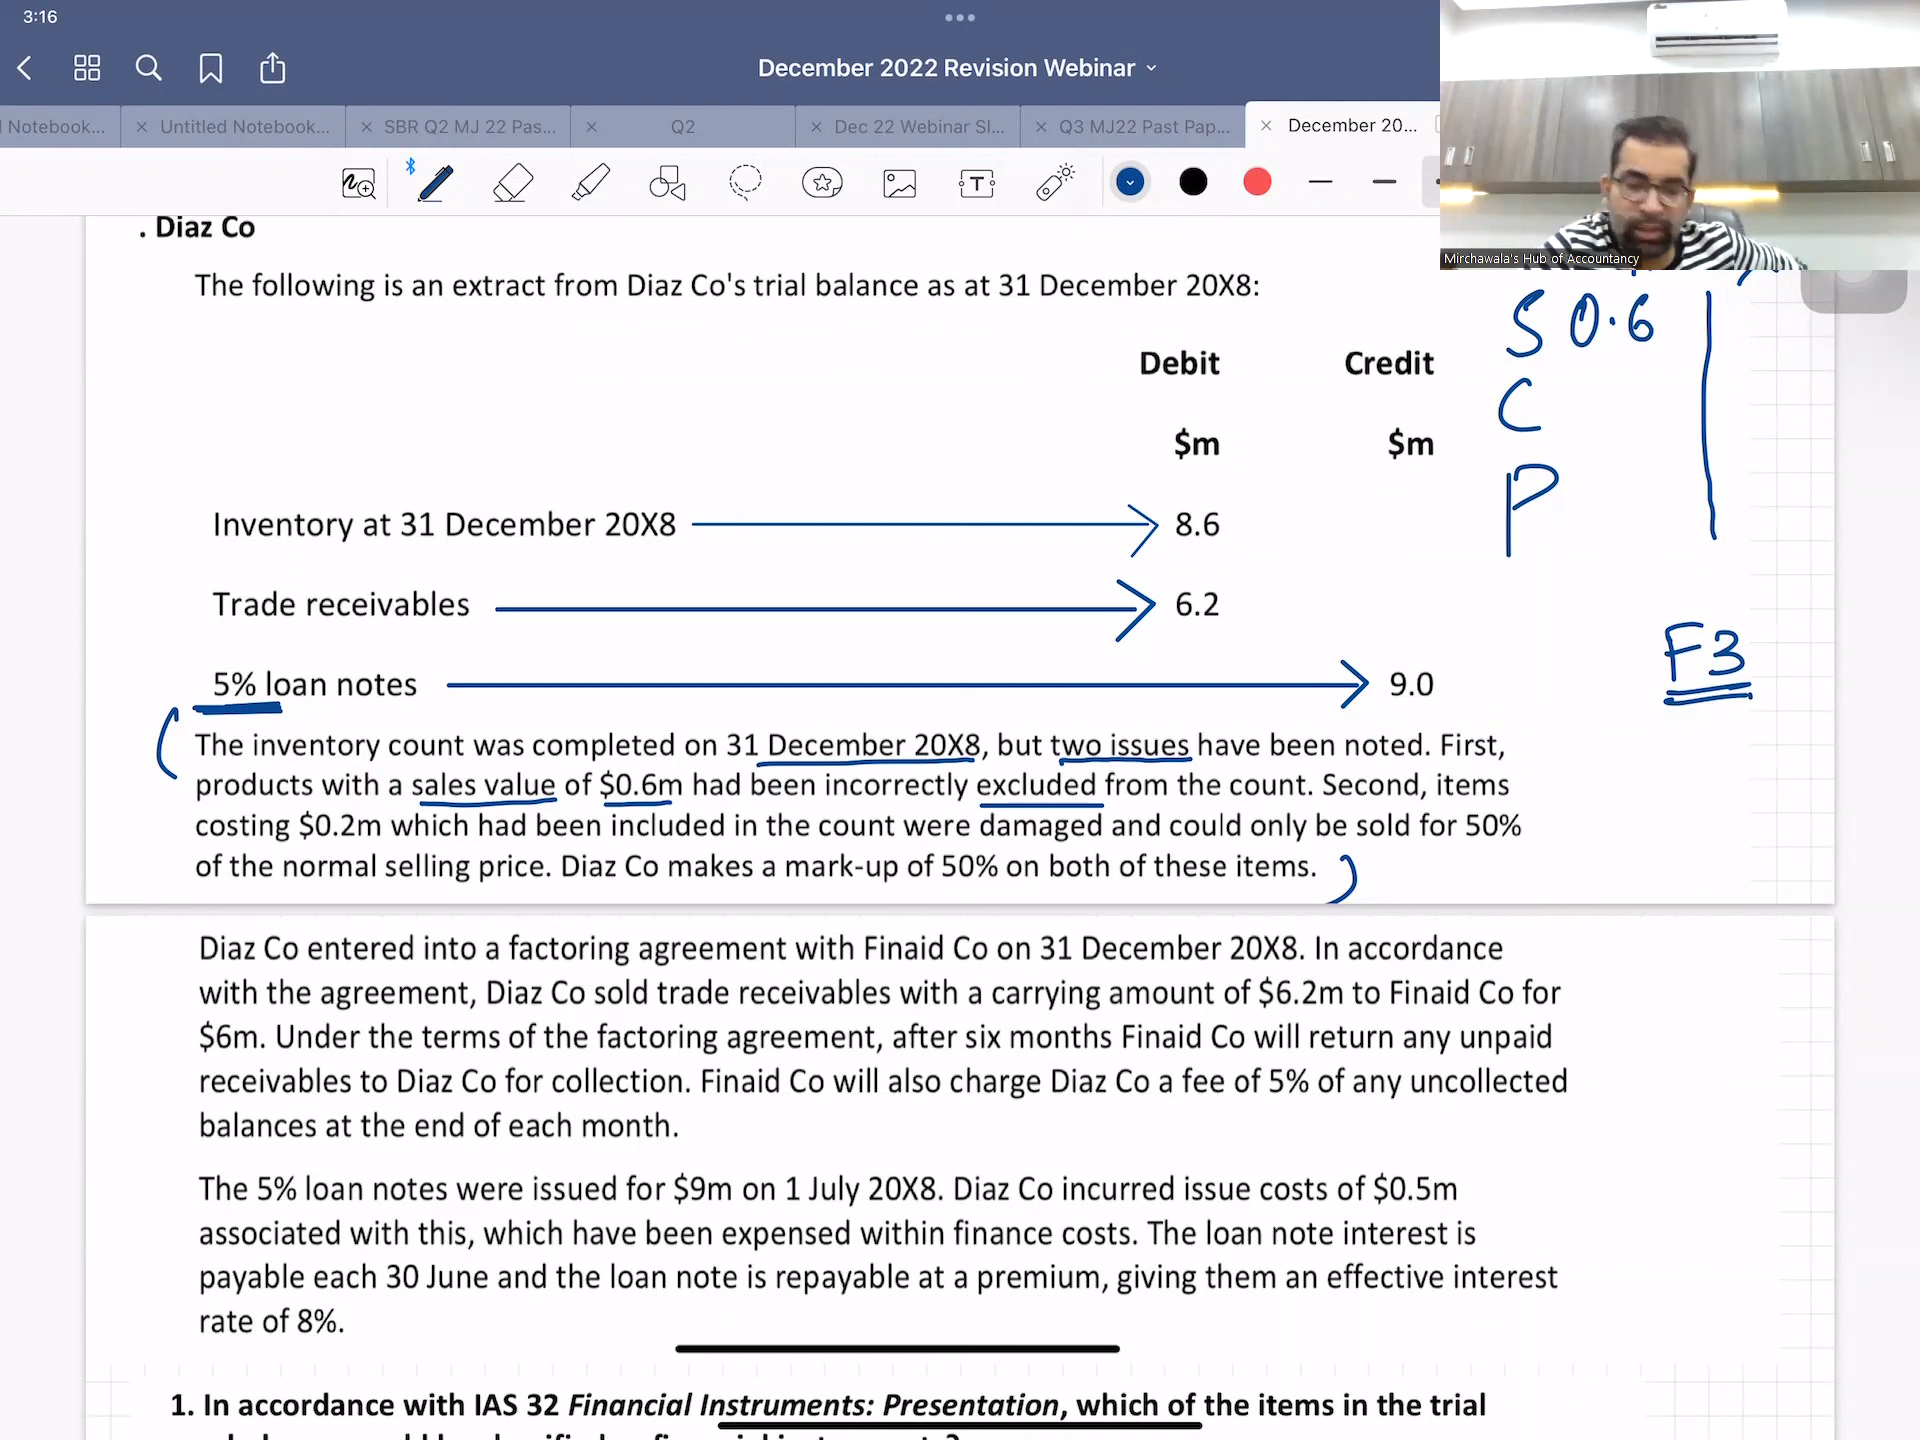 3:16
December 2022 Revision Webinar
Notebook...
Untitled Notebook...
SBR Q2 MJ 22 Pas...
Q2
Dec 22 Webinar Sl...
Q3 MJ22 Past Pap...
December 20...
T
Mirchawala's Hub of Accountancy
. Diaz Co
The following is an extract from Diaz Co's trial balance as at 31 December 20X8:
S 0.6
Debit Credit
C
$m $m
P
Inventory at 31 December 20X8 8.6
Trade receivables 6.2
F3
5% loan notes 9.0
The inventory count was completed on 31 December 20X8, but two issues have been noted. First,
products with a sales value of $0.6m had been incorrectly excluded from the count. Second, items
costing $0.2m which had been included in the count were damaged and could only be sold for 50%
of the normal selling price. Diaz Co makes a mark-up of 50% on both of these items.
Diaz Co entered into a factoring agreement with Finaid Co on 31 December 20X8. In accordance
with the agreement, Diaz Co sold trade receivables with a carrying amount of $6.2m to Finaid Co for
$6m. Under the terms of the factoring agreement, after six months Finaid Co will return any unpaid
receivables to Diaz Co for collection. Finaid Co will also charge Diaz Co a fee of 5% of any uncollected
balances at the end of each month.
The 5% loan notes were issued for $9m on 1 July 20X8. Diaz Co incurred issue costs of $0.5m
associated with this, which have been expensed within finance costs. The loan note interest is
payable each 30 June and the loan note is repayable at a premium, giving them an effective interest
rate of 8%.
1. In accordance with IAS 32 Financial Instruments: Presentation, which of the items in the trial